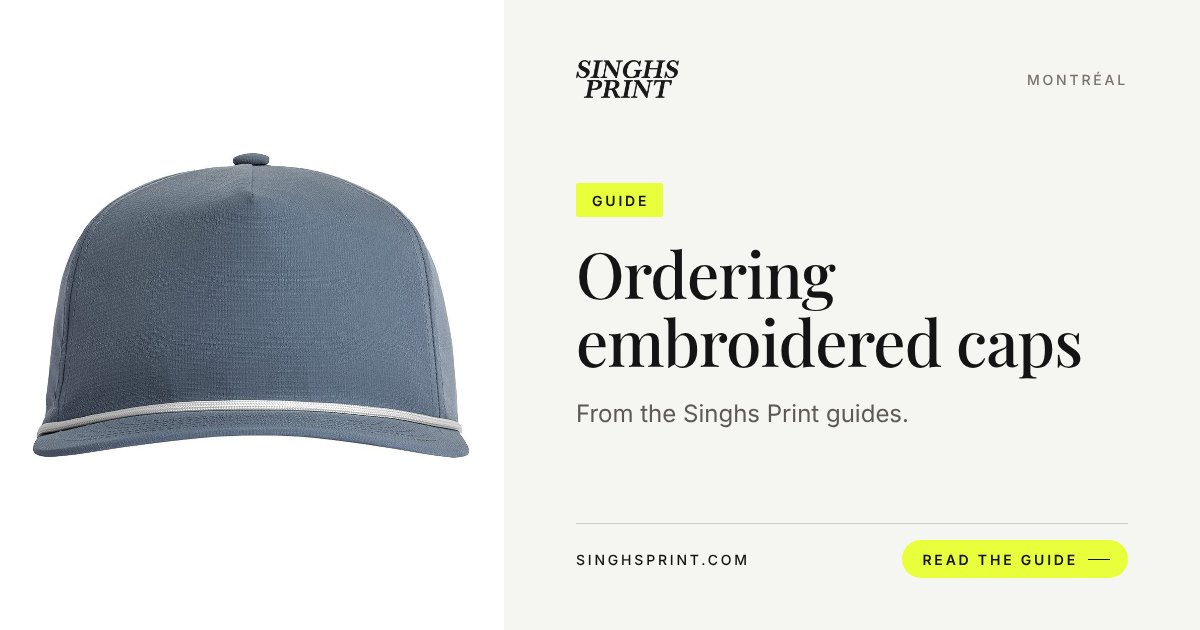 SINGHS
PRINT
MONTRÉAL
GUIDE
Ordering
embroidered caps
From the Singhs Print guides.
SINGHSPRINT.COM
READ THE GUIDE —